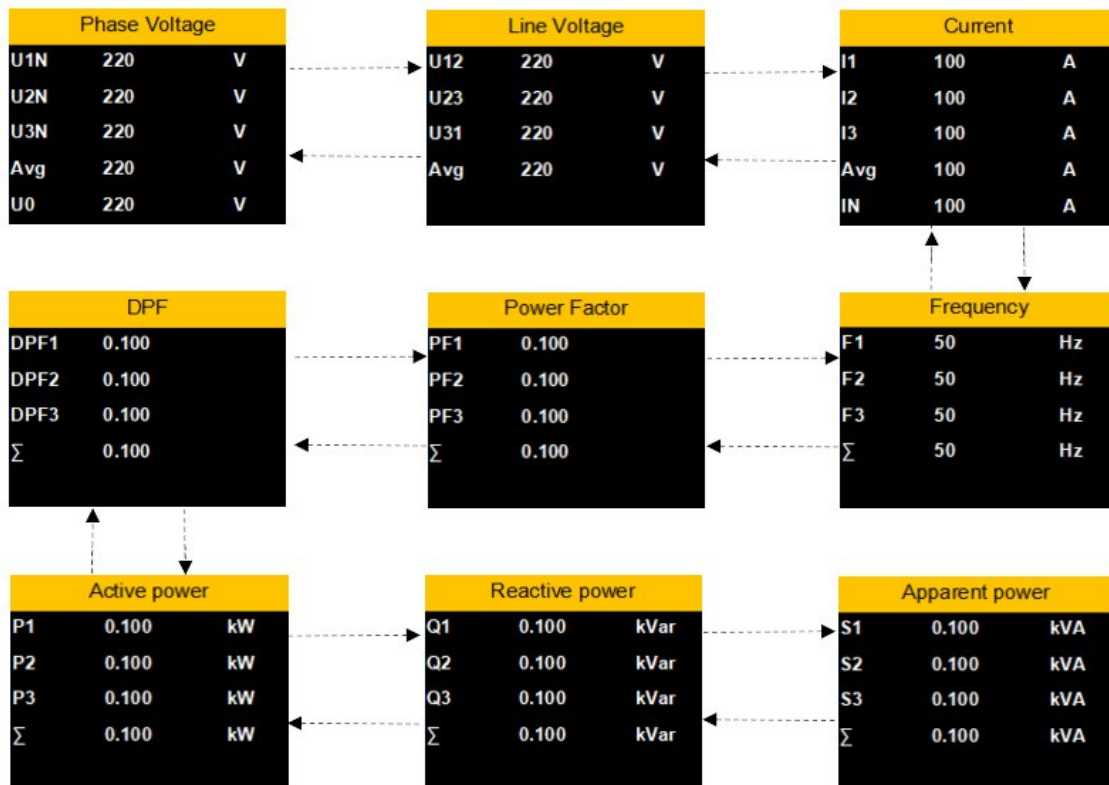 Phase Voltage
U1N 220 V
U2N 220 V
U3N 220 V
Avg 220 V
U0 220 V
Line Voltage
U12 220 V
U23 220 V
U31 220 V
Avg 220 V
Current
I1 100 A
I2 100 A
I3 100 A
Avg 100 A
IN 100 A
DPF
DPF1 0.100
DPF2 0.100
DPF3 0.100
∑ 0.100
Power Factor
PF1 0.100
PF2 0.100
PF3 0.100
∑ 0.100
Frequency
F1 50 Hz
F2 50 Hz
F3 50 Hz
∑ 50 Hz
Active power
P1 0.100 kW
P2 0.100 kW
P3 0.100 kW
∑ 0.100 kW
Reactive power
Q1 0.100 kVar
Q2 0.100 kVar
Q3 0.100 kVar
∑ 0.100 kVar
Apparent power
S1 0.100 kVA
S2 0.100 kVA
S3 0.100 kVA
∑ 0.100 kVA